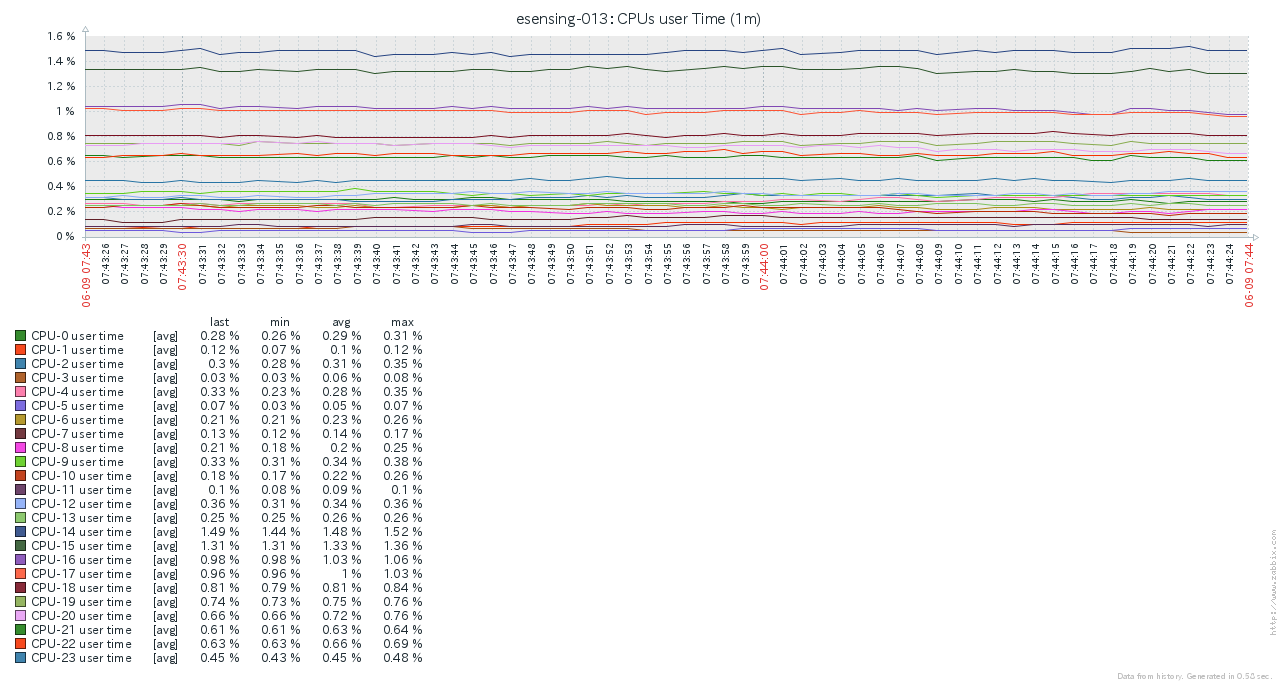 esensing-013: CPUs user Time (1m)
1.6 %
1.4 %
1.2 %
1 %
0.8 %
0.6 %
0.4 %
0.2 %
0 %
06-09 07:43
07:43:26
07:43:27
07:43:28
07:43:29
07:43:30
07:43:31
07:43:32
07:43:33
07:43:34
07:43:35
07:43:36
07:43:37
07:43:38
07:43:39
07:43:40
07:43:41
07:43:42
07:43:43
07:43:44
07:43:45
07:43:46
07:43:47
07:43:48
07:43:49
07:43:50
07:43:51
07:43:52
07:43:53
07:43:54
07:43:55
07:43:56
07:43:57
07:43:58
07:43:59
07:44:00
07:44:01
07:44:02
07:44:03
07:44:04
07:44:05
07:44:06
07:44:07
07:44:08
07:44:09
07:44:10
07:44:11
07:44:12
07:44:13
07:44:14
07:44:15
07:44:16
07:44:17
07:44:18
07:44:19
07:44:20
07:44:21
07:44:22
07:44:23
07:44:24
06-09 07:44
last min avg max
CPU-0 user time [avg] 0.28 % 0.26 % 0.29 % 0.31 %
CPU-1 user time [avg] 0.12 % 0.07 % 0.1 % 0.12 %
CPU-2 user time [avg] 0.3 % 0.28 % 0.31 % 0.35 %
CPU-3 user time [avg] 0.03 % 0.03 % 0.06 % 0.08 %
CPU-4 user time [avg] 0.33 % 0.23 % 0.28 % 0.35 %
CPU-5 user time [avg] 0.07 % 0.03 % 0.05 % 0.07 %
CPU-6 user time [avg] 0.21 % 0.21 % 0.23 % 0.26 %
CPU-7 user time [avg] 0.13 % 0.12 % 0.14 % 0.17 %
CPU-8 user time [avg] 0.21 % 0.18 % 0.2 % 0.25 %
CPU-9 user time [avg] 0.33 % 0.31 % 0.34 % 0.38 %
CPU-10 user time [avg] 0.18 % 0.17 % 0.22 % 0.26 %
CPU-11 user time [avg] 0.1 % 0.08 % 0.09 % 0.1 %
CPU-12 user time [avg] 0.36 % 0.31 % 0.34 % 0.36 %
CPU-13 user time [avg] 0.25 % 0.25 % 0.26 % 0.26 %
CPU-14 user time [avg] 1.49 % 1.44 % 1.48 % 1.52 %
CPU-15 user time [avg] 1.31 % 1.31 % 1.33 % 1.36 %
CPU-16 user time [avg] 0.98 % 0.98 % 1.03 % 1.06 %
CPU-17 user time [avg] 0.96 % 0.96 % 1 % 1.03 %
CPU-18 user time [avg] 0.81 % 0.79 % 0.81 % 0.84 %
CPU-19 user time [avg] 0.74 % 0.73 % 0.75 % 0.76 %
CPU-20 user time [avg] 0.66 % 0.66 % 0.72 % 0.76 %
CPU-21 user time [avg] 0.61 % 0.61 % 0.63 % 0.64 %
CPU-22 user time [avg] 0.63 % 0.63 % 0.66 % 0.69 %
CPU-23 user time [avg] 0.45 % 0.43 % 0.45 % 0.48 %
http://www.zabbix.com
Data from history. Generated in 0.58 sec.